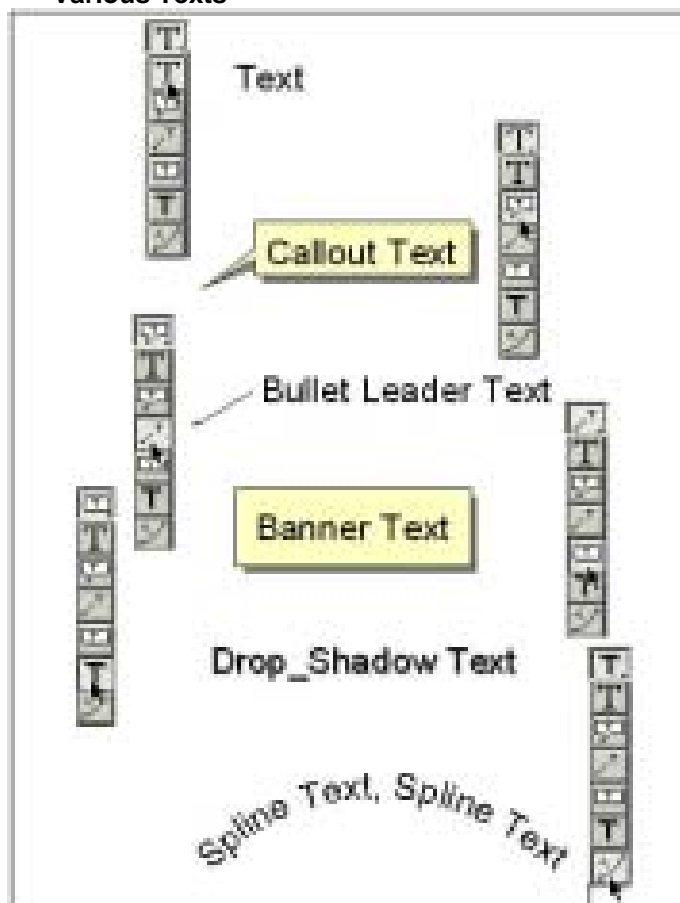 Various Texts
Text
Callout Text
Bullet Leader Text
Banner Text
Drop_Shadow Text
Spline Text, Spline Text